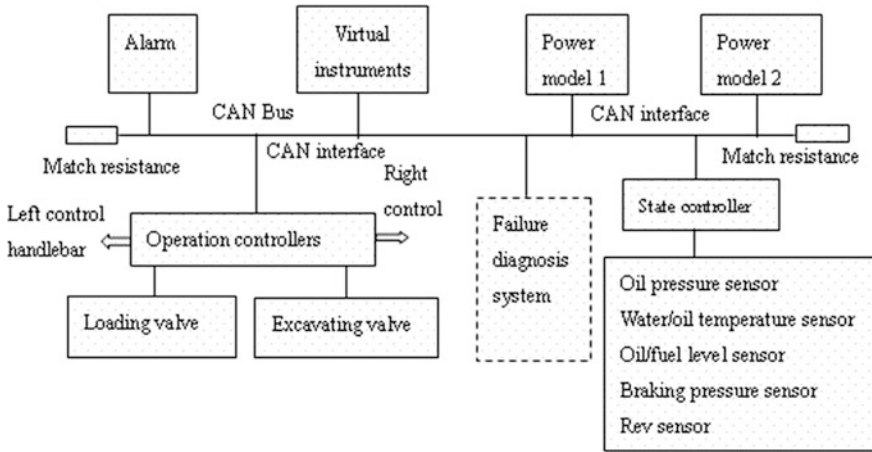 Alarm
Virtual
instruments
Power
model 1
Power
model 2
CAN Bus
CAN interface
Match resistance
CAN interface
Match resistance
Left control
handlebar
Right
control
Operation controllers
Loading valve
Excavating valve
Failure
diagnosis
system
State controller
Oil pressure sensor
Water/oil temperature sensor
Oil/fuel level sensor
Braking pressure sensor
Rev sensor